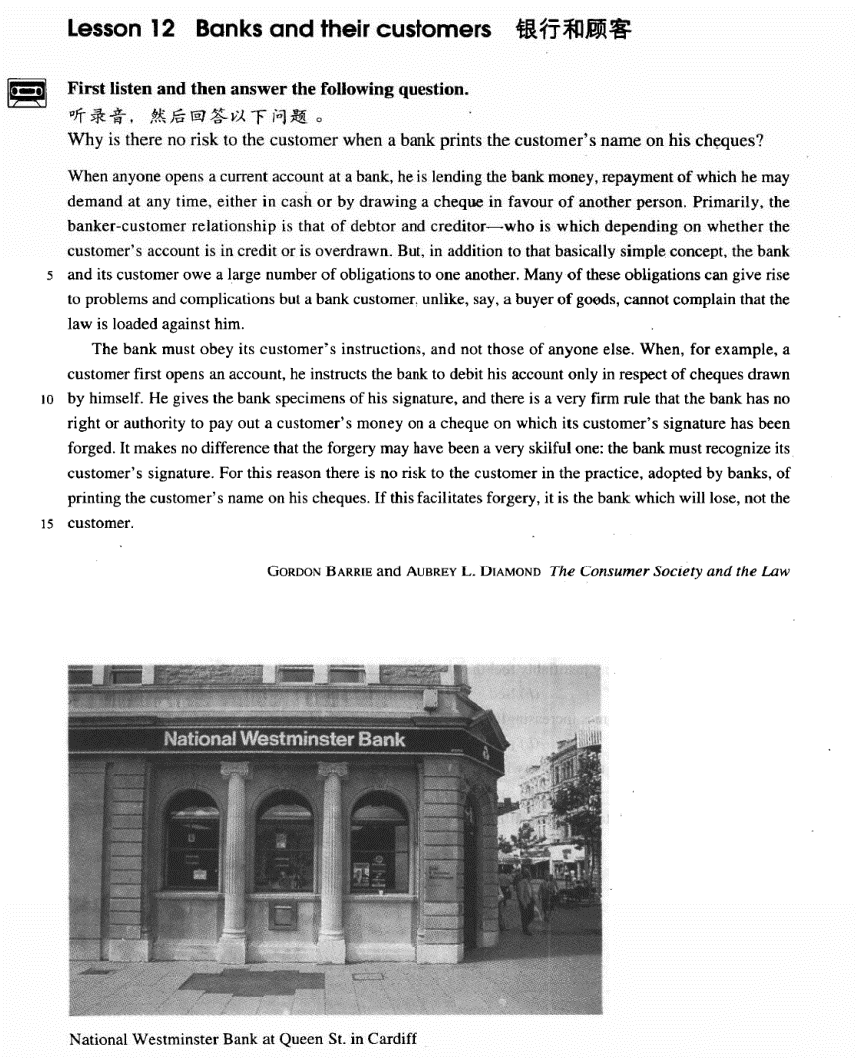 Lesson 12 Banks and their customers 银行和顾客
First listen and then answer the following question.
听录音，然后回答以下问题。
Why is there no risk to the customer when a bank prints the customer's name on his cheques?
When anyone opens a current account at a bank, he is lending the bank money, repayment of which he may
demand at any time, either in cash or by drawing a cheque in favour of another person. Primarily, the
banker-customer relationship is that of debtor and creditor—who is which depending on whether the
customer's account is in credit or is overdrawn. But, in addition to that basically simple concept, the bank
5 and its customer owe a large number of obligations to one another. Many of these obligations can give rise
to problems and complications but a bank customer, unlike, say, a buyer of goods, cannot complain that the
law is loaded against him.
The bank must obey its customer's instructions, and not those of anyone else. When, for example, a
customer first opens an account, he instructs the bank to debit his account only in respect of cheques drawn
10 by himself. He gives the bank specimens of his signature, and there is a very firm rule that the bank has no
right or authority to pay out a customer's money on a cheque on which its customer's signature has been
forged. It makes no difference that the forgery may have been a very skilful one: the bank must recognize its
customer's signature. For this reason there is no risk to the customer in the practice, adopted by banks, of
printing the customer's name on his cheques. If this facilitates forgery, it is the bank which will lose, not the
15 customer.
GORDON BARRIE and AUBREY L. DIAMOND The Consumer Society and the Law
National Westminster Bank
National Westminster Bank at Queen St. in Cardiff